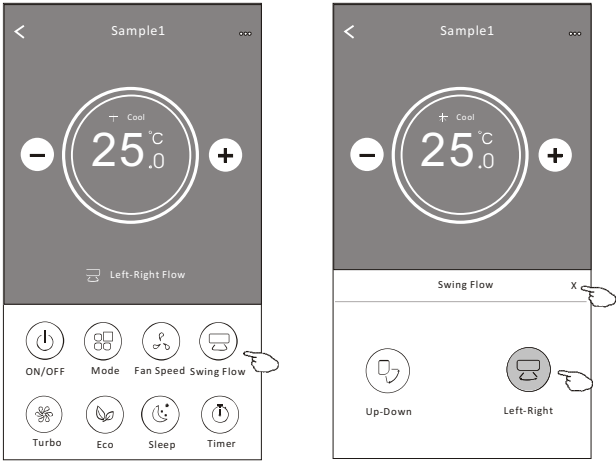 Sample1
Cool
25.0 °C
Left-Right Flow
ON/OFF Mode Fan Speed Swing Flow
Turbo Eco Sleep Timer
Sample1
Cool
25.0 °C
Swing Flow X
Up-Down Left-Right